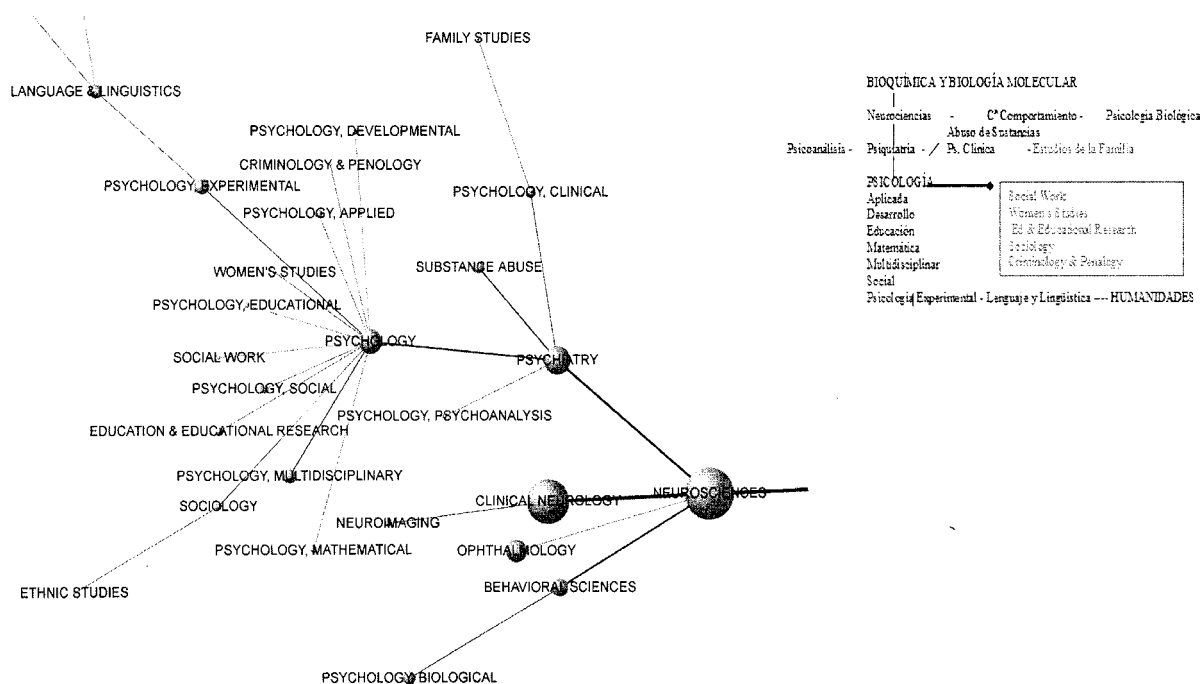 FAMILY STUDIES
LANGUAGE & LINGUISTICS
PSYCHOLOGY, DEVELOPMENTAL
CRIMINOLOGY & PENOLOGY
PSYCHOLOGY, EXPERIMENTAL
PSYCHOLOGY, CLINICAL
PSYCHOLOGY, APPLIED
SUBSTANCE ABUSE
WOMEN'S STUDIES
PSYCHOLOGY, EDUCATIONAL
PSYCHOLOGY
SOCIAL WORK
PSYCHIATRY
PSYCHOLOGY, SOCIAL
PSYCHOLOGY, PSYCHOANALYSIS
EDUCATION & EDUCATIONAL RESEARCH
PSYCHOLOGY, MULTIDISCIPLINARY
SOCIOLOGY
CLINICAL NEUROLOGY
NEUROSCIENCES
NEUROIMAGING
PSYCHOLOGY, MATHEMATICAL
OPHTHALMOLOGY
BEHAVIORAL SCIENCES
ETHNIC STUDIES
PSYCHOLOGY, BIOLOGICAL
BIOQUÍMICA Y BIOLOGÍA MOLECULAR
Neurociencias - Cª Comportamiento - Psicología Biológica
Abuso de Sustancias
Psicoanálisis - Psiquiatria - / Ps. Clínica - Estudios de la Familia
PSICOLOGÍA
Aplicada
Desarrollo
Educación
Matemática
Multidisciplinar
Social
Psicología Experimental - Lenguaje y Lingüística --- HUMANIDADES
Social Work
Women's Studies
Ed & Educational Research
Sociology
Criminology & Penalogy